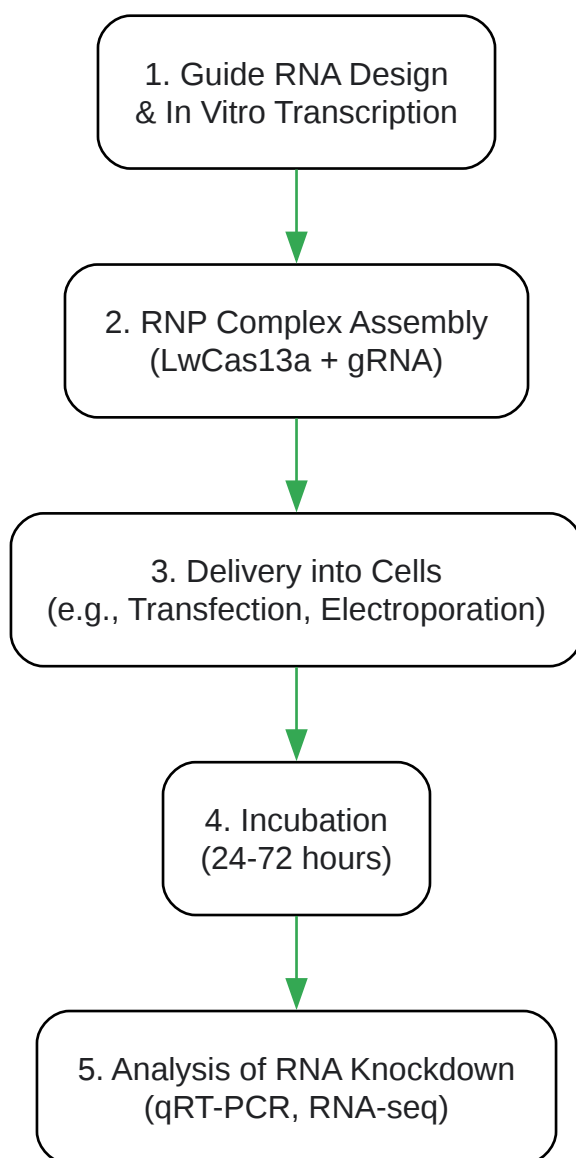 1. Guide RNA Design
& In Vitro Transcription
2. RNP Complex Assembly
(LwCas13a + gRNA)
3. Delivery into Cells
(e.g., Transfection, Electroporation)
4. Incubation
(24-72 hours)
5. Analysis of RNA Knockdown
(qRT-PCR, RNA-seq)